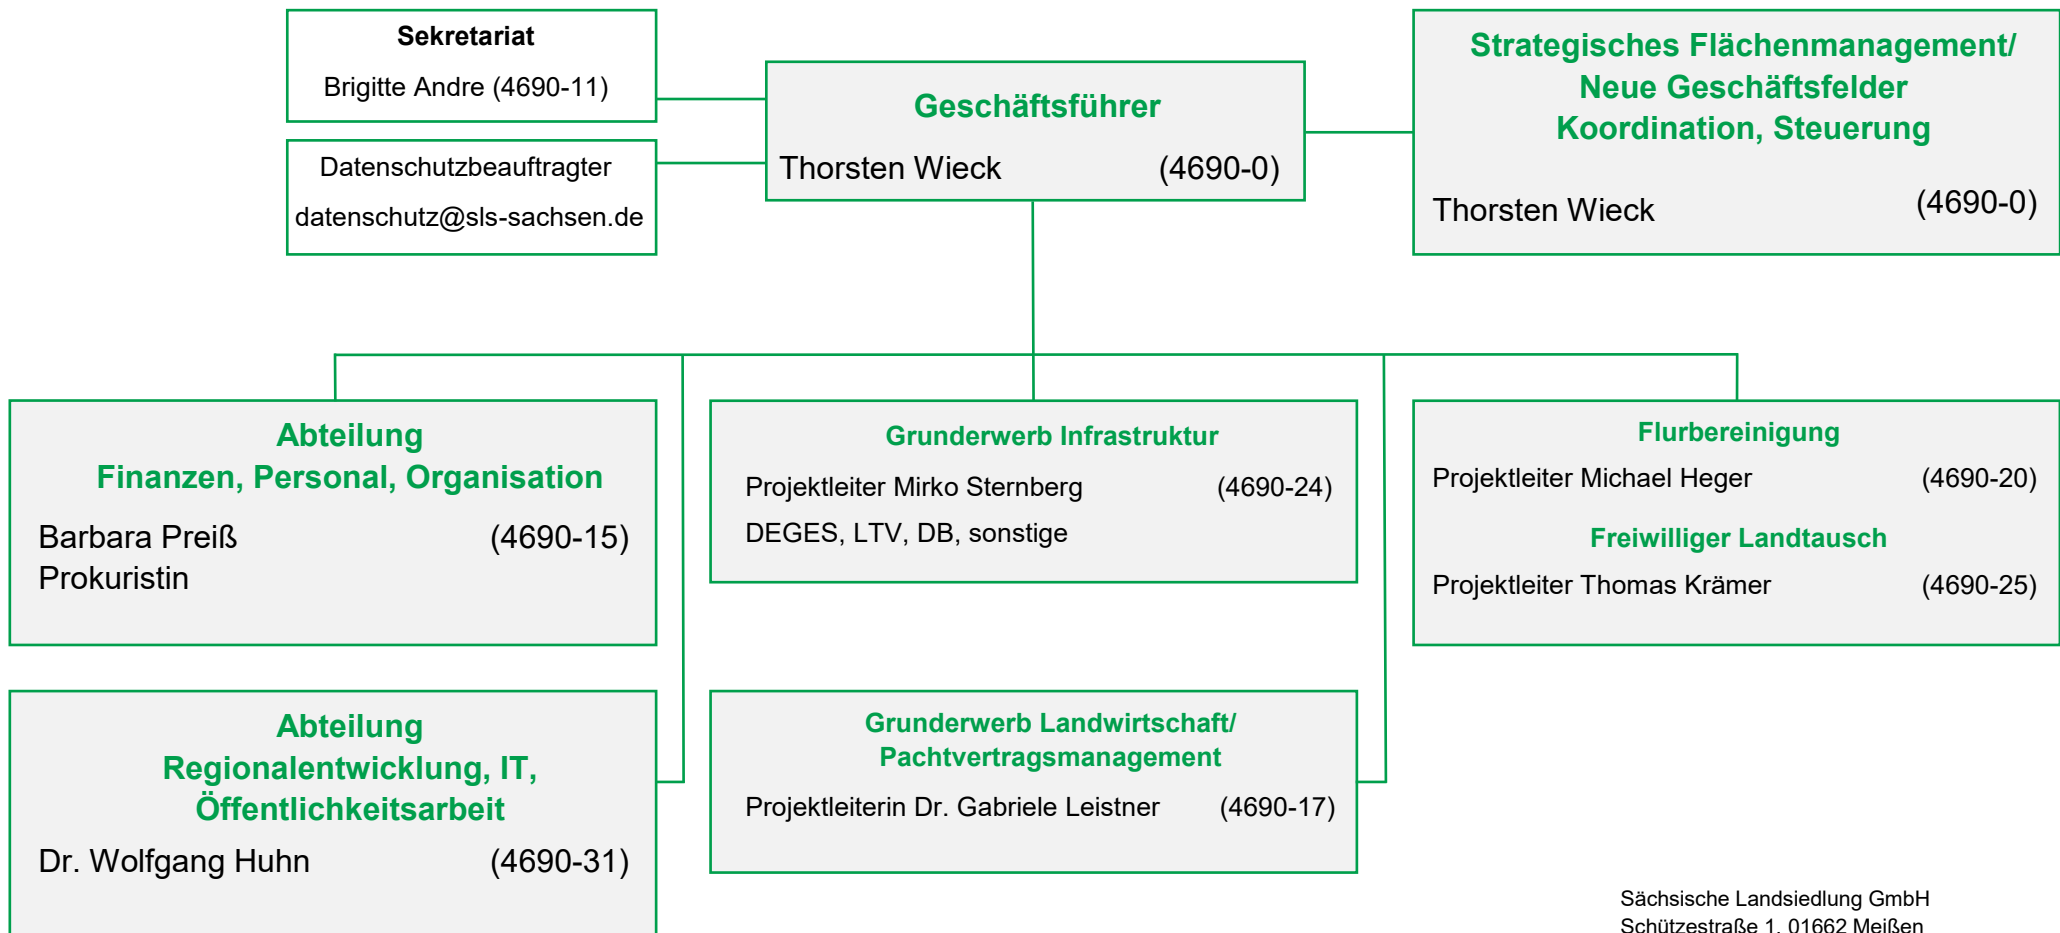 Sekretariat
Brigitte Andre (4690-11)
Datenschutzbeauftragter
datenschutz@sls-sachsen.de
Geschäftsführer
Thorsten Wieck (4690-0)
Strategisches Flächenmanagement/
Neue Geschäftsfelder
Koordination, Steuerung
Thorsten Wieck (4690-0)
Abteilung
Finanzen, Personal, Organisation
Barbara Preiß (4690-15)
Prokuristin
Grunderwerb Infrastruktur
Projektleiter Mirko Sternberg (4690-24)
DEGES, LTV, DB, sonstige
Flurbereinigung
Projektleiter Michael Heger (4690-20)
Freiwilliger Landtausch
Projektleiter Thomas Krämer (4690-25)
Abteilung
Regionalentwicklung, IT,
Öffentlichkeitsarbeit
Dr. Wolfgang Huhn (4690-31)
Grunderwerb Landwirtschaft/
Pachtvertragsmanagement
Projektleiterin Dr. Gabriele Leistner (4690-17)
Sächsische Landsiedlung GmbH
Schützestraße 1, 01662 Meißen